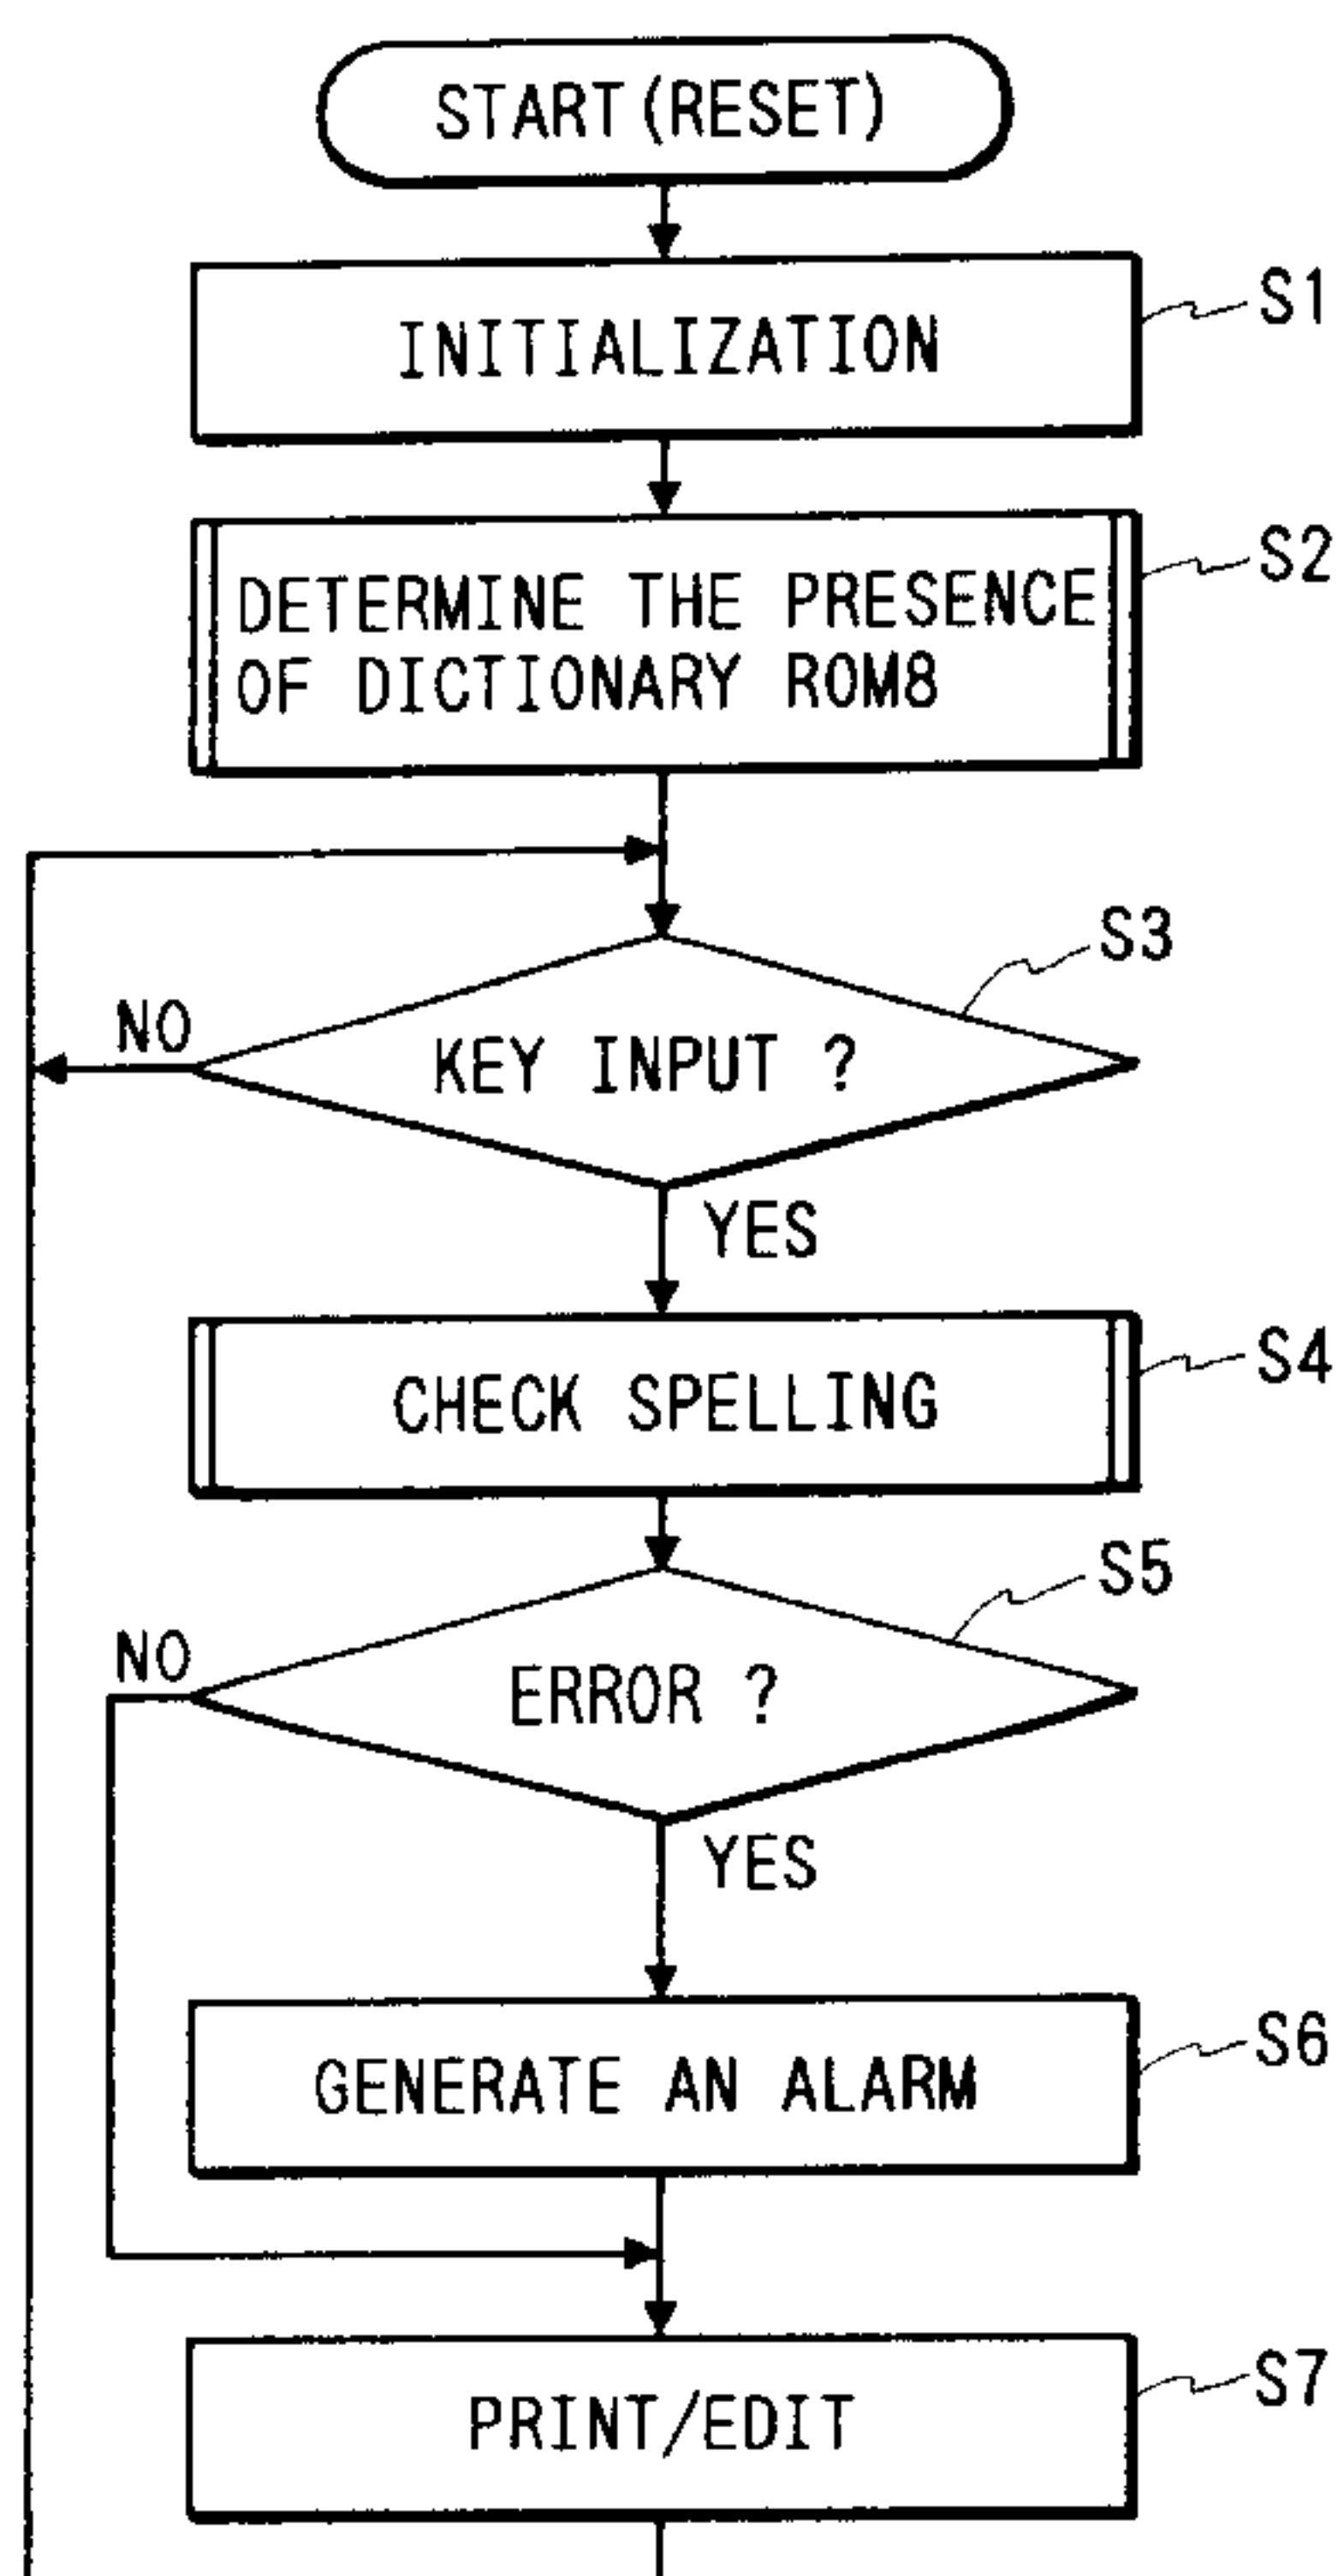 START(RESET)
INITIALIZATION
S1
DETERMINE THE PRESENCE
OF DICTIONARY ROM8
S2
S3
NO
KEY INPUT ?
YES
CHECK SPELLING
S4
S5
NO
ERROR ?
YES
GENERATE AN ALARM
S6
PRINT/EDIT
S7